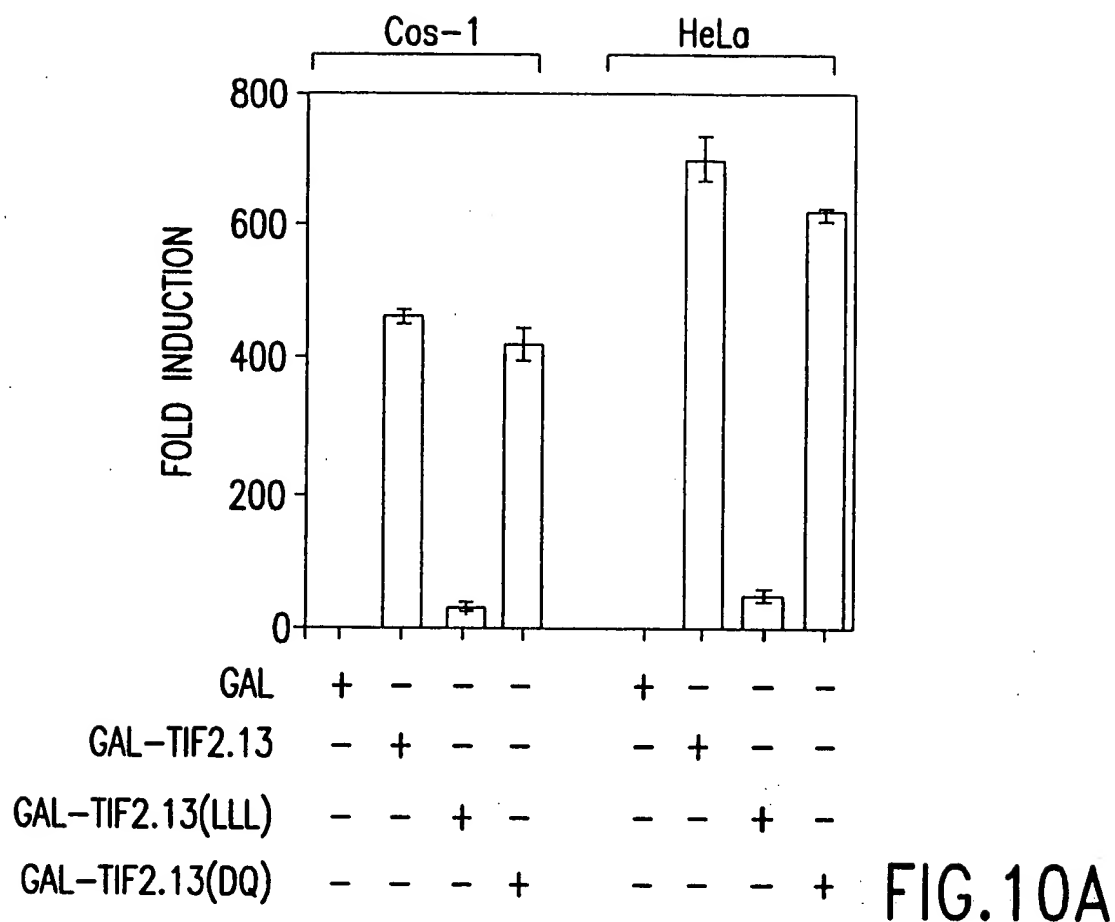 Cos-1 HeLa
800
600
400
200
0
FOLD INDUCTION
GAL + - - - + - - -
GAL-TIF2.13 - + - - - + - -
GAL-TIF2.13(LLL) - - + - - - + -
GAL-TIF2.13(DQ) - - - + - - - +
FIG.10A